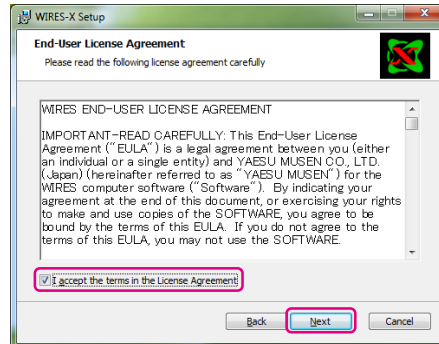 WIRES-X Setup
End-User License Agreement
Please read the following license agreement carefully
WIRES END-USER LICENSE AGREEMENT
IMPORTANT-READ CAREFULLY: This End-User License
Agreement ("EULA") is a legal agreement between you (either
an individual or a single entity) and YAESU MUSEN CO., LTD.
(Japan) (hereinafter referred to as "YAESU MUSEN") for the
WIRES computer software ("Software"). By indicating your
agreement at the end of this document, or exercising your rights
to make and use copies of the SOFTWARE, you agree to be
bound by the terms of this EULA. If you do not agree to the
terms of this EULA, you may not use the SOFTWARE.
I accept the terms in the License Agreement
Back Next Cancel